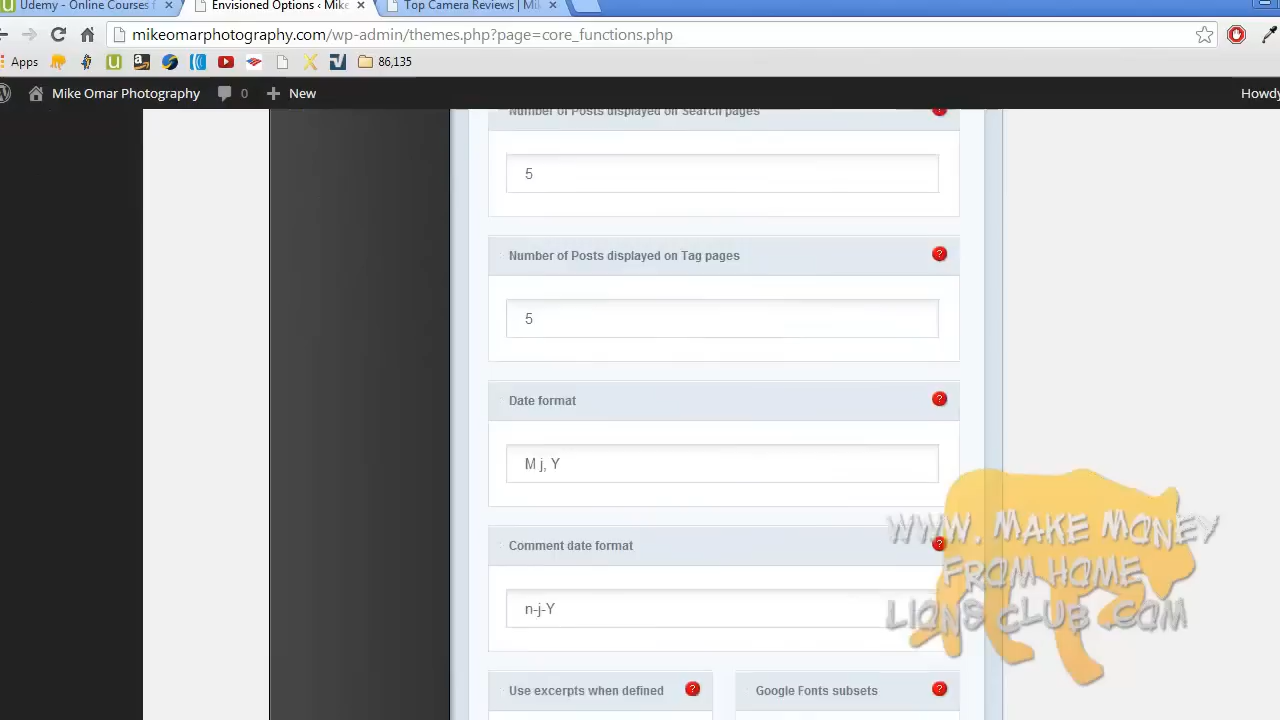 Udemy - Online Courses f
Envisioned Options ‹ Mike
Top Camera Reviews | Mi
mikeomarphotography.com/wp-admin/themes.php?page=core_functions.php
Apps
86,135
Mike Omar Photography
0
New
Howdy
Number of Posts displayed on Search pages
5
Number of Posts displayed on Tag pages
5
Date format
M j, Y
Comment date format
n-j-Y
Use excerpts when defined
Google Fonts subsets
WWW. MAKE MONEY
FROM HOME
LIONS CLUB .COM